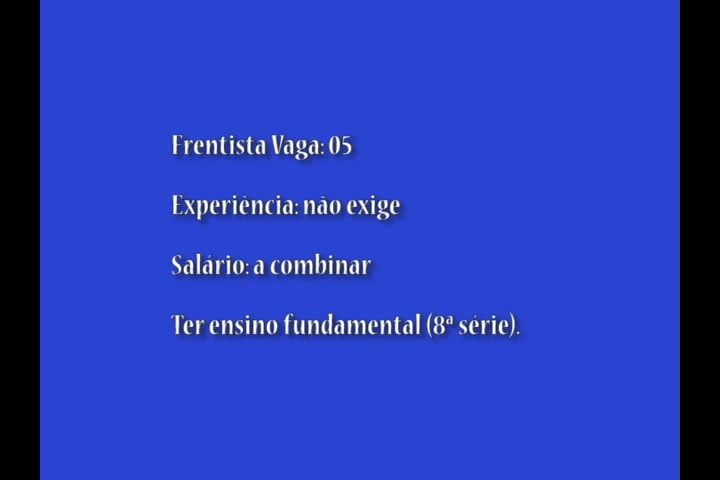 Frentista Vaga: 05
Experiência: não exige
Salário: a combinar
Ter ensino fundamental (8ª série).